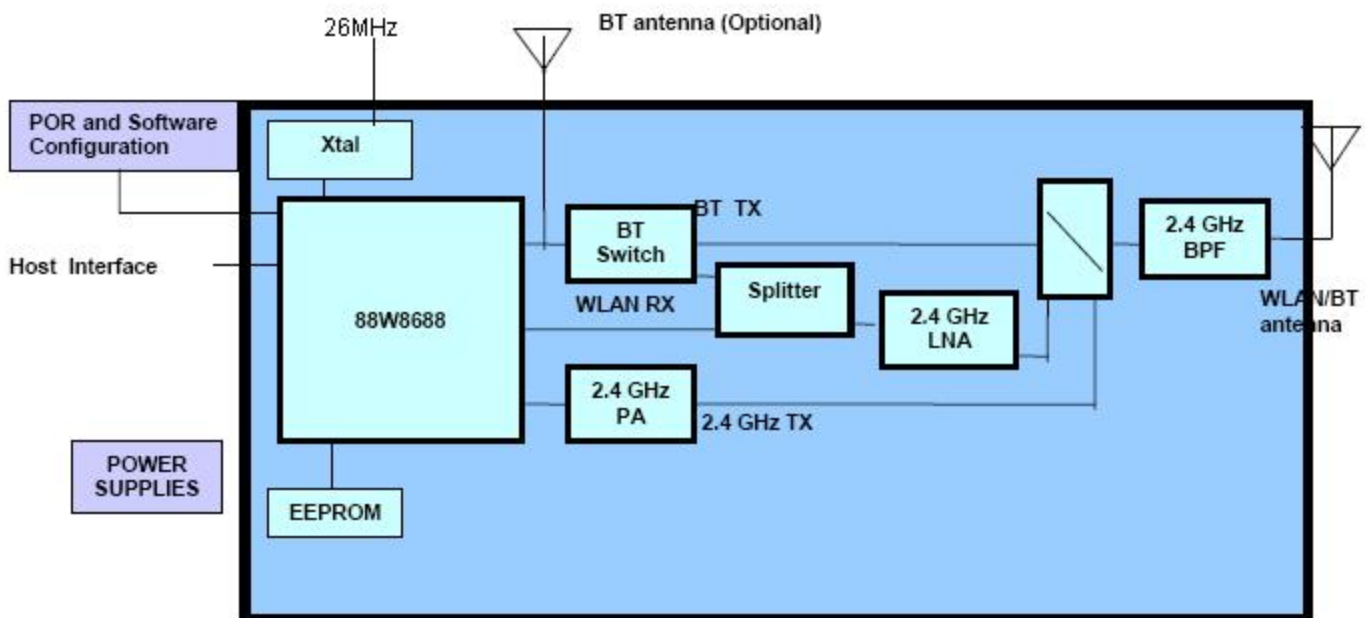 26MHz
BT antenna (Optional)
POR and Software
Configuration
Xtal
BT TX
BT
Switch
2.4 GHz
BPF
Host Interface
Splitter
WLAN RX
WLAN/BT
antenna
88W8688
2.4 GHz
LNA
2.4 GHz
PA
2.4 GHz TX
POWER
SUPPLIES
EEPROM